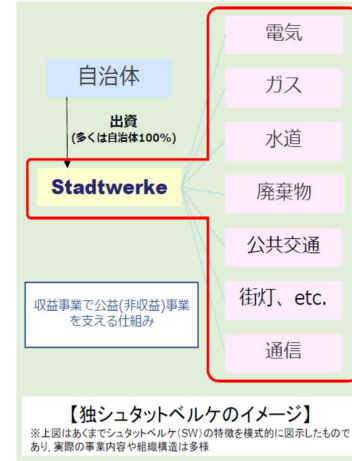 自治体
出資
(多くは自治体100%)
Stadtwerke
収益事業で公益(非収益)事業
を支える仕組み
電気
ガス
水道
廃棄物
公共交通
街灯、etc.
通信
【独シュタットベルケのイメージ】
※上図はあくまでシュタットベルケ(SW)の特徴を模式的に図示したもので
あり、実際の事業内容や組織構造は多様